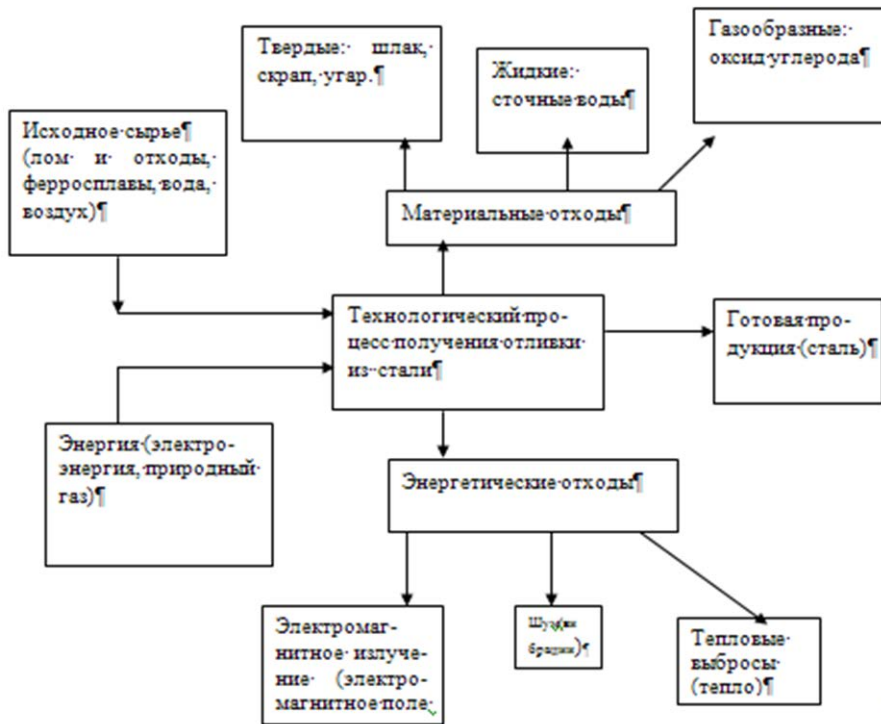 Твердые: шлак,
скрап, угар.¶
Жидкие:
сточные воды¶
Газообразные:
оксид углерода¶
Исходное сырье¶
(лом и отходы,
ферросплавы, вода,
воздух)¶
Материальные отходы¶
Технологический про-
цесс получения отливки
из стали¶
Готовая про-
дукция (сталь)¶
Энергия (электро-
энергия, природный
газ)¶
Энергетические отходы¶
Электромаг-
нитное излуче-
ние (электро-
магнитное поле
брации)¶
Тепловые
выбросы
(тепло)¶